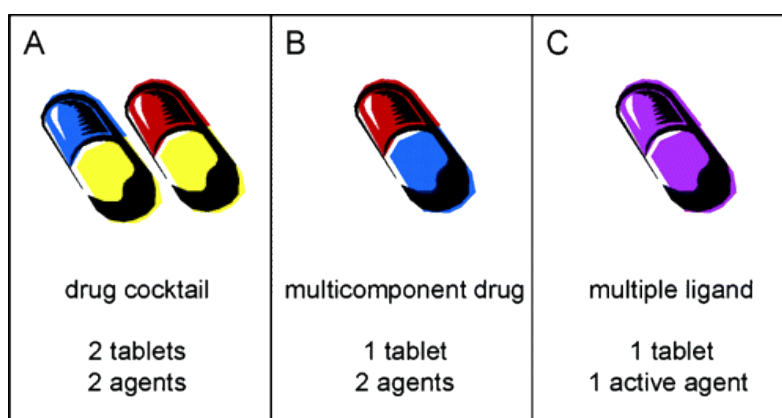 A
drug cocktail
2 tablets
2 agents
B
multicomponent drug
1 tablet
2 agents
C
multiple ligand
1 tablet
1 active agent